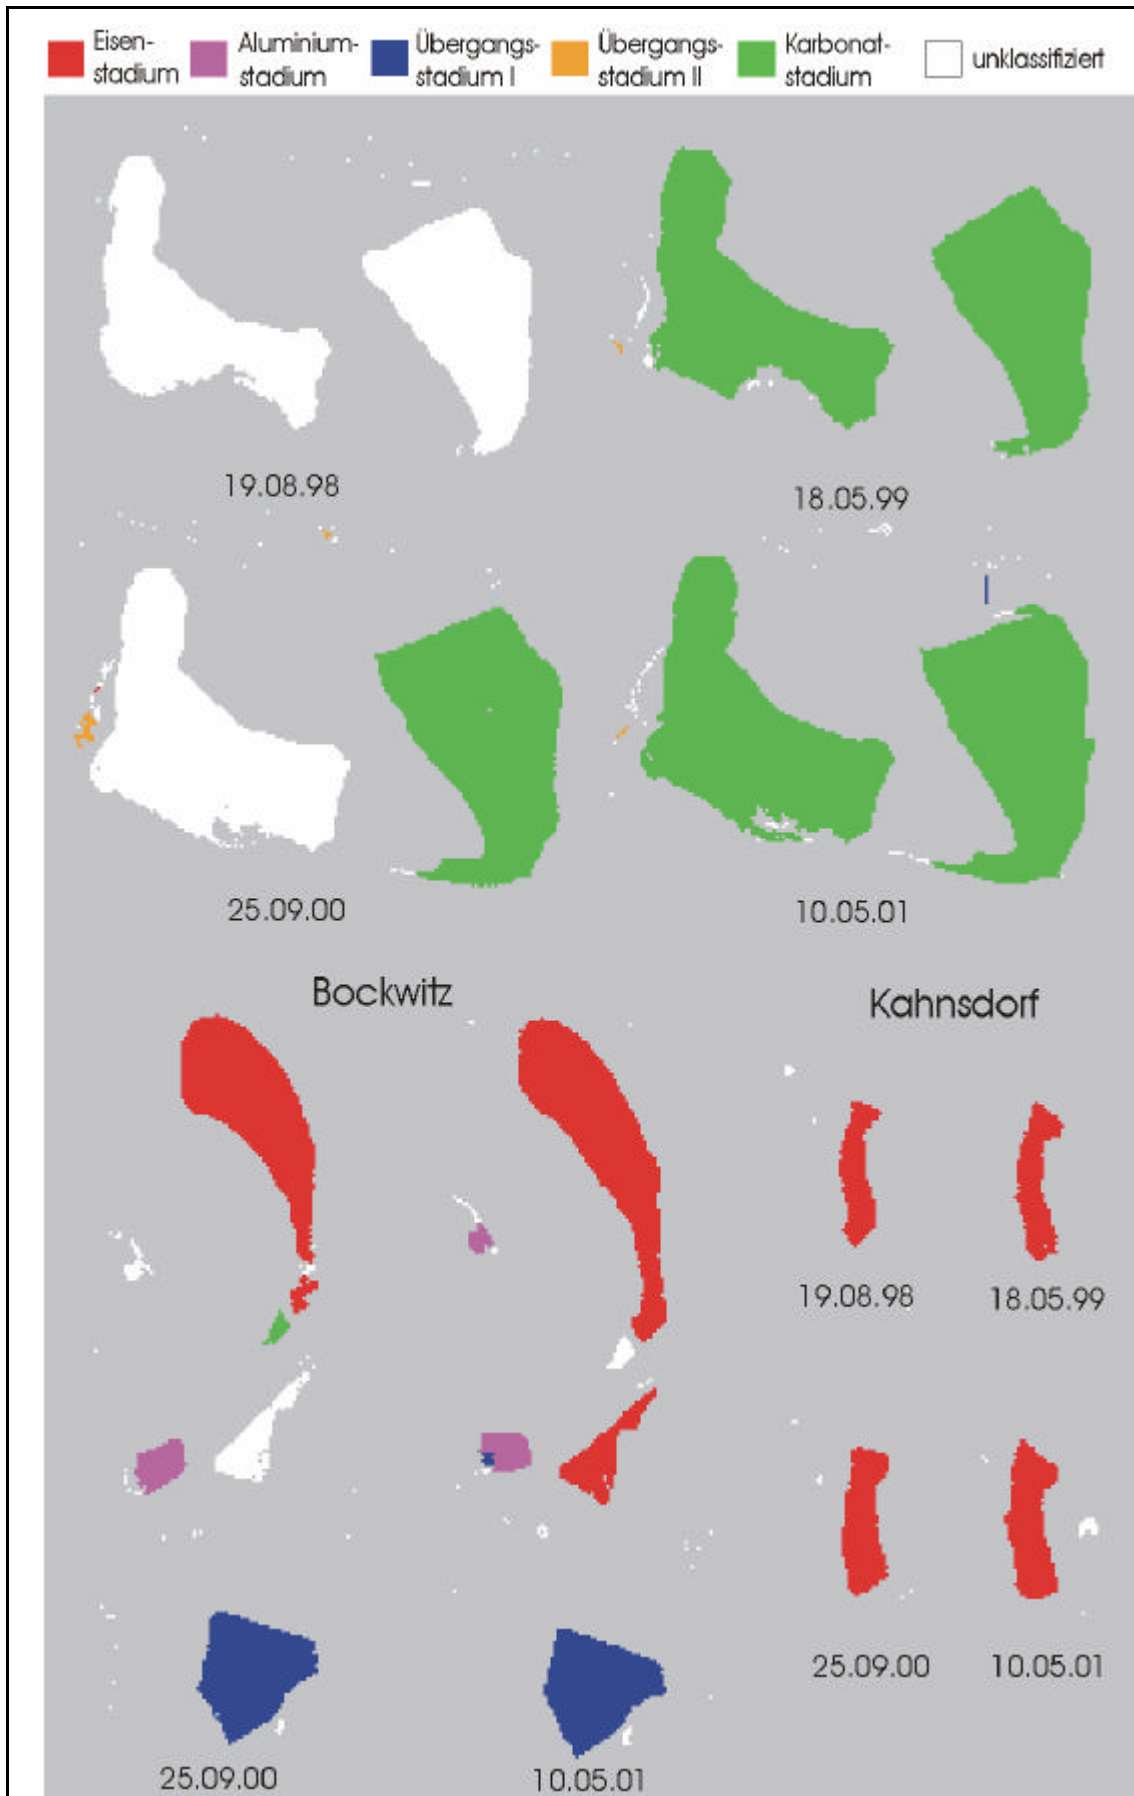 Eisen-
stadium
Aluminium-
stadium
Übergangs-
stadium I
Übergangs-
stadium II
Karbonat-
stadium
unklassifiziert
19.08.98
18.05.99
25.09.00
10.05.01
Bockwitz
Kahnsdorf
19.08.98
18.05.99
25.09.00
10.05.01
25.09.00
10.05.01